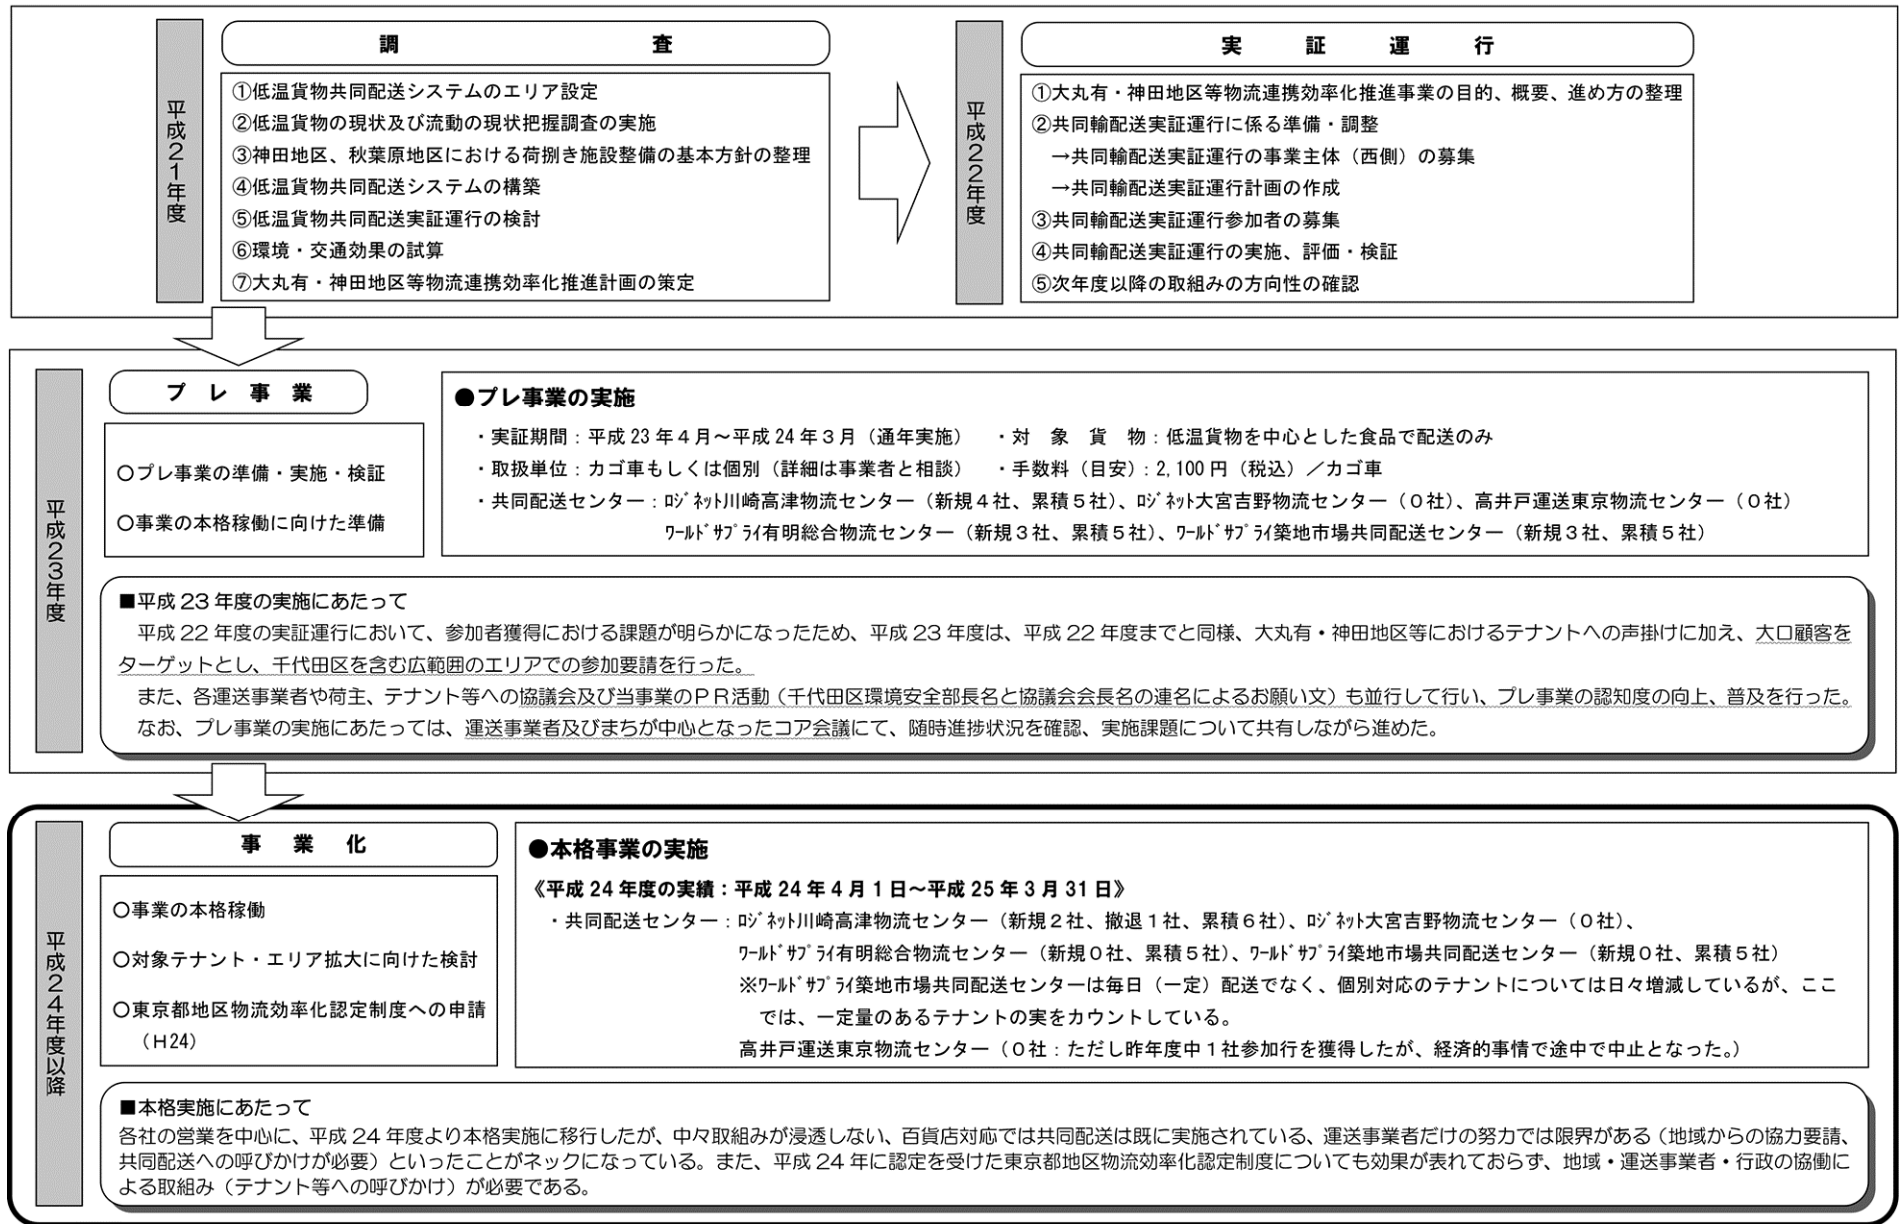 平成２１年度
調査
①低温貨物共同配送システムのエリア設定
②低温貨物の現状及び流動の現状把握調査の実施
③神田地区、秋葉原地区における荷捌き施設整備の基本方針の整理
④低温貨物共同配送システムの構築
⑤低温貨物共同配送実証運行の検討
⑥環境・交通効果の試算
⑦大丸有・神田地区等物流連携効率化推進計画の策定
平成２２年度
実証運行
①大丸有・神田地区等物流連携効率化推進事業の目的、概要、進め方の整理
②共同輸配送実証運行に係る準備・調整
→共同輸配送実証運行の事業主体（西側）の募集
→共同輸配送実証運行計画の作成
③共同輸配送実証運行参加者の募集
④共同輸配送実証運行の実施、評価・検証
⑤次年度以降の取組みの方向性の確認
平成２３年度
プレ事業
○プレ事業の準備・実施・検証
○事業の本格稼働に向けた準備
●プレ事業の実施
・実証期間：平成 23 年４月～平成 24 年３月（通年実施）　・対　象　貨　物：低温貨物を中心とした食品で配送のみ
・取扱単位：カゴ車もしくは個別（詳細は事業者と相談）　・手数料（目安）：2,100 円（税込）／カゴ車
・共同配送センター：ﾛｼﾞﾈｯﾄ川崎高津物流センター（新規４社、累積５社）、ﾛｼﾞﾈｯﾄ大宮吉野物流センター（０社）、高井戸運送東京物流センター（０社）
ﾜｰﾙﾄﾞｻﾌﾟﾗｲ有明総合物流センター（新規３社、累積５社）、ﾜｰﾙﾄﾞｻﾌﾟﾗｲ築地市場共同配送センター（新規３社、累積５社）
■平成 23 年度の実施にあたって
平成 22 年度の実証運行において、参加者獲得における課題が明らかになったため、平成 23 年度は、平成 22 年度までと同様、大丸有・神田地区等におけるテナントへの声掛けに加え、大口顧客を
ターゲットとし、千代田区を含む広範囲のエリアでの参加要請を行った。
また、各運送事業者や荷主、テナント等への協議会及び当事業のＰＲ活動（千代田区環境安全部長名と協議会会長名の連名によるお願い文）も並行して行い、プレ事業の認知度の向上、普及を行った。
なお、プレ事業の実施にあたっては、運送事業者及びまちが中心となったコア会議にて、随時進捗状況を確認、実施課題について共有しながら進めた。
平成２４年度以降
事業化
○事業の本格稼働
○対象テナント・エリア拡大に向けた検討
○東京都地区物流効率化認定制度への申請
（Ｈ24）
●本格事業の実施
《平成 24 年度の実績：平成 24 年 4 月 1 日～平成 25 年 3 月 31 日》
・共同配送センター：ﾛｼﾞﾈｯﾄ川崎高津物流センター（新規２社、撤退１社、累積６社）、ﾛｼﾞﾈｯﾄ大宮吉野物流センター（０社）、
ﾜｰﾙﾄﾞｻﾌﾟﾗｲ有明総合物流センター（新規０社、累積５社）、ﾜｰﾙﾄﾞｻﾌﾟﾗｲ築地市場共同配送センター（新規０社、累積５社）
※ﾜｰﾙﾄﾞｻﾌﾟﾗｲ築地市場共同配送センターは毎日（一定）配送でなく、個別対応のテナントについては日々増減しているが、ここ
では、一定量のあるテナントの実をカウントしている。
高井戸運送東京物流センター（０社：ただし昨年度中１社参加行を獲得したが、経済的事情で途中で中止となった。）
■本格実施にあたって
各社の営業を中心に、平成 24 年度より本格実施に移行したが、中々取組みが浸透しない、百貨店対応では共同配送は既に実施されている、運送事業者だけの努力では限界がある（地域からの協力要請、
共同配送への呼びかけが必要）といったことがネックになっている。また、平成 24 年に認定を受けた東京都地区物流効率化認定制度についても効果が表れておらず、地域・運送事業者・行政の協働に
よる取組み（テナント等への呼びかけ）が必要である。